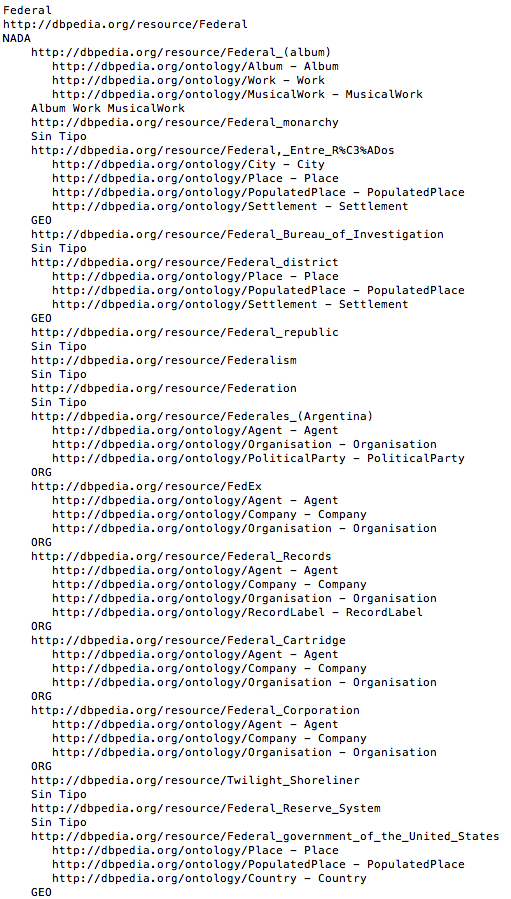 Federal
http://dbpedia.org/resource/Federal
NADA
http://dbpedia.org/resource/Federal_(album)
http://dbpedia.org/ontology/Album – Album
http://dbpedia.org/ontology/Work – Work
http://dbpedia.org/ontology/MusicalWork – MusicalWork
Album Work MusicalWork
http://dbpedia.org/resource/Federal_monarchy
Sin Tipo
http://dbpedia.org/resource/Federal,_Entre_R%C3%ADos
http://dbpedia.org/ontology/City – City
http://dbpedia.org/ontology/Place – Place
http://dbpedia.org/ontology/PopulatedPlace – PopulatedPlace
http://dbpedia.org/ontology/Settlement – Settlement
GEO
http://dbpedia.org/resource/Federal_Bureau_of_Investigation
Sin Tipo
http://dbpedia.org/resource/Federal_district
http://dbpedia.org/ontology/Place – Place
http://dbpedia.org/ontology/PopulatedPlace – PopulatedPlace
http://dbpedia.org/ontology/Settlement – Settlement
GEO
http://dbpedia.org/resource/Federal_republic
Sin Tipo
http://dbpedia.org/resource/Federalism
Sin Tipo
http://dbpedia.org/resource/Federation
Sin Tipo
http://dbpedia.org/resource/Federales_(Argentina)
http://dbpedia.org/ontology/Agent – Agent
http://dbpedia.org/ontology/Organisation – Organisation
http://dbpedia.org/ontology/PoliticalParty – PoliticalParty
ORG
http://dbpedia.org/resource/FedEx
http://dbpedia.org/ontology/Agent – Agent
http://dbpedia.org/ontology/Company – Company
http://dbpedia.org/ontology/Organisation – Organisation
ORG
http://dbpedia.org/resource/Federal_Records
http://dbpedia.org/ontology/Agent – Agent
http://dbpedia.org/ontology/Company – Company
http://dbpedia.org/ontology/Organisation – Organisation
http://dbpedia.org/ontology/RecordLabel – RecordLabel
ORG
http://dbpedia.org/resource/Federal_Cartridge
http://dbpedia.org/ontology/Agent – Agent
http://dbpedia.org/ontology/Company – Company
http://dbpedia.org/ontology/Organisation – Organisation
ORG
http://dbpedia.org/resource/Federal_Corporation
http://dbpedia.org/ontology/Agent – Agent
http://dbpedia.org/ontology/Company – Company
http://dbpedia.org/ontology/Organisation – Organisation
ORG
http://dbpedia.org/resource/Twilight_Shoreliner
Sin Tipo
http://dbpedia.org/resource/Federal_Reserve_System
Sin Tipo
http://dbpedia.org/resource/Federal_government_of_the_United_States
http://dbpedia.org/ontology/Place – Place
http://dbpedia.org/ontology/PopulatedPlace – PopulatedPlace
http://dbpedia.org/ontology/Country – Country
GEO